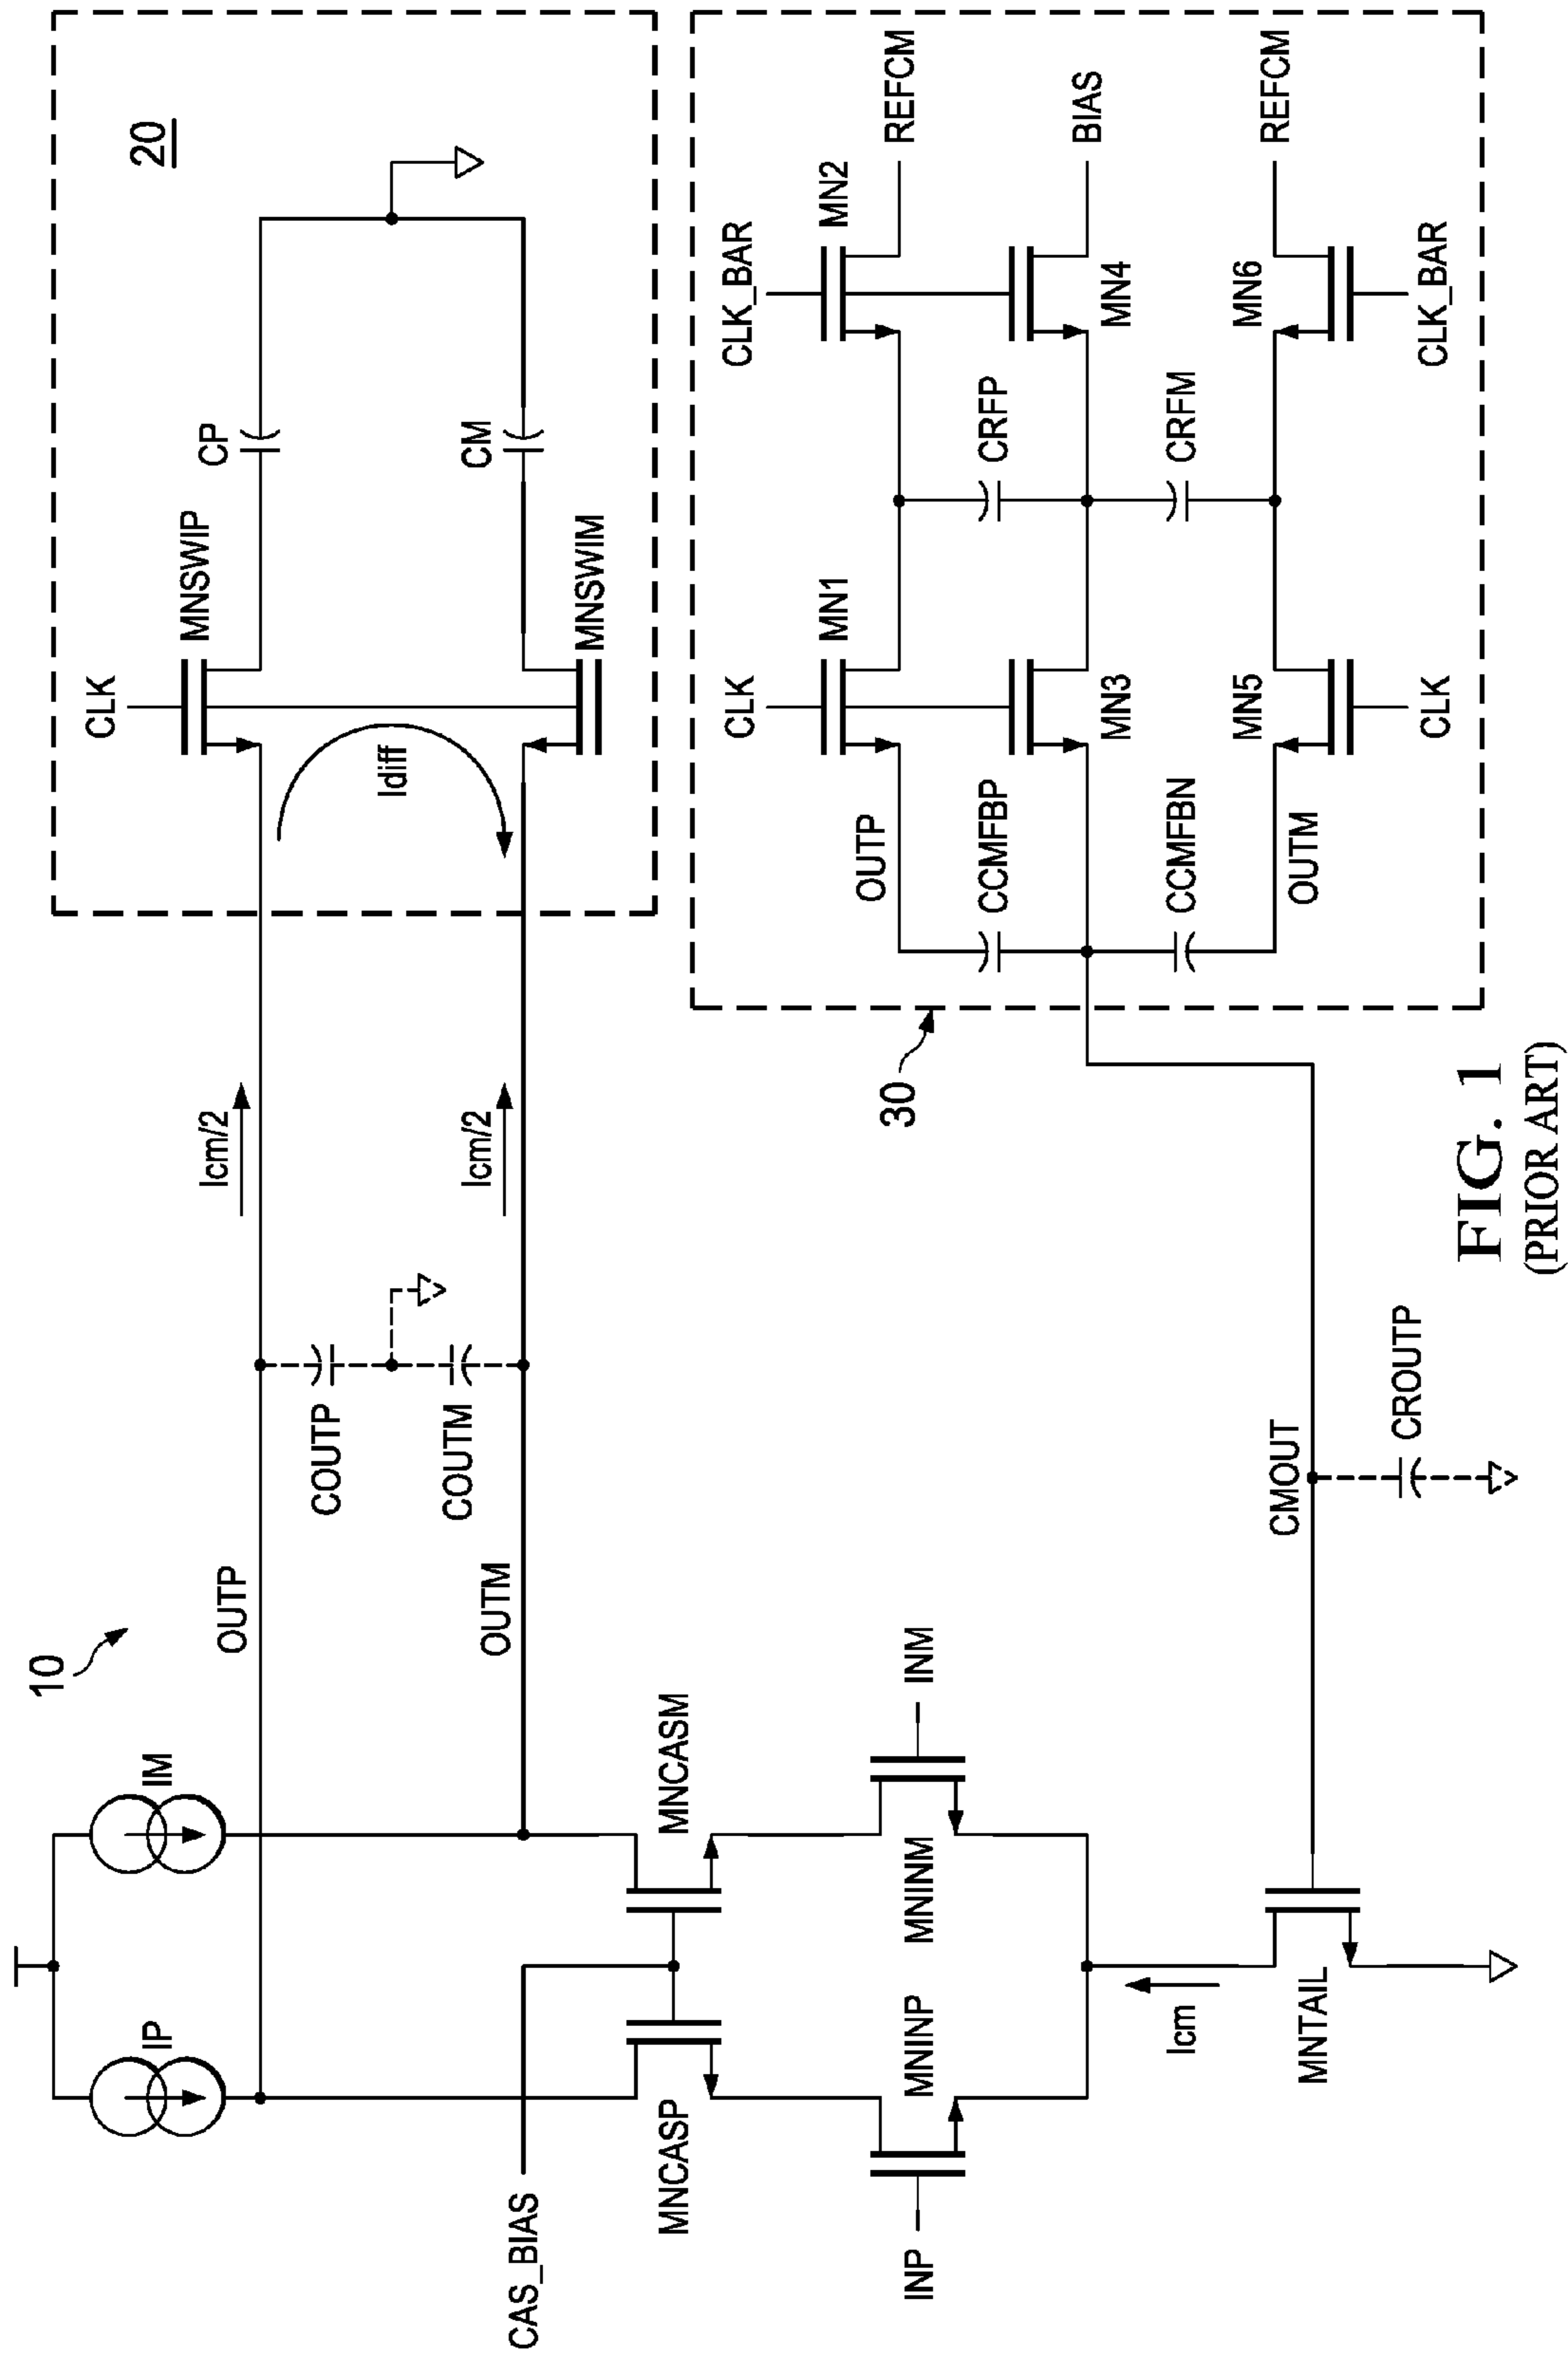 20
CLK
MNSWIP
CP
Idiff
CM
MNSWIM
Icm/2
Icm/2
10
OUTP
OUTM
COUTP
COUTM
IP
IM
CAS_BIAS
MNCASP
MNCASM
INP
MNINP
MNINM
INM
Icm
MNTAIL
CMOUT
CROUTP
30
CLK
MN1
CLK_BAR
MN2
REFCM
OUTP
CCMFBP
MN3
CRFP
MN4
BIAS
CCMFBN
OUTM
MN5
CLK
CRFM
MN6
CLK_BAR
REFCM
FIG. 1
(PRIOR ART)